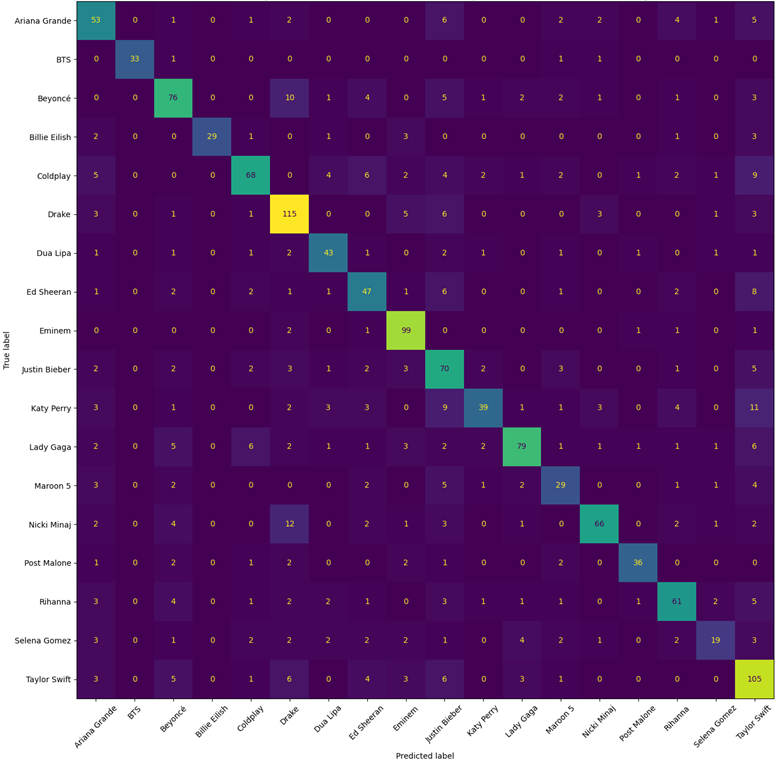 Ariana Grande 53 0 1 0 1 2 0 0 0 6 0 0 2 2 0 4 1 5
BTS 0 33 1 0 0 0 0 0 0 0 0 0 1 1 0 0 0 0
Beyoncé 0 0 76 0 0 10 1 4 0 5 1 2 2 1 0 1 0 3
Billie Eilish 2 0 0 29 1 0 1 0 3 0 0 0 0 0 0 1 0 3
Coldplay 5 0 0 0 68 0 4 6 2 4 2 1 2 0 1 2 1 9
Drake 3 0 1 0 1 115 0 0 5 6 0 0 0 3 0 0 1 3
Dua Lipa 1 0 1 0 1 2 43 1 0 2 1 0 1 0 1 0 1 1
Ed Sheeran 1 0 2 0 2 1 1 47 1 6 0 0 1 0 0 2 0 8
Eminem 0 0 0 0 0 2 0 1 99 0 0 0 0 0 1 1 0 1
Justin Bieber 2 0 2 0 2 3 1 2 3 70 2 0 3 0 0 1 0 5
Katy Perry 3 0 1 0 0 2 3 3 0 9 39 1 1 3 0 4 0 11
Lady Gaga 2 0 5 0 6 2 1 1 3 2 2 79 1 1 1 1 1 6
Maroon 5 3 0 2 0 0 0 0 2 0 5 1 2 29 0 0 1 1 4
Nicki Minaj 2 0 4 0 0 12 0 2 1 3 0 1 0 66 0 2 1 2
Post Malone 1 0 2 0 1 2 0 0 2 1 0 0 2 0 36 0 0 0
Rihanna 3 0 4 0 1 2 2 1 0 3 1 1 1 0 1 61 2 5
Selena Gomez 3 0 1 0 2 2 2 2 2 1 0 4 2 1 0 2 19 3
Taylor Swift 3 0 5 0 1 6 0 4 3 6 0 3 1 0 0 0 0 105
True label
Ariana Grande BTS Beyoncé Billie Eilish Coldplay Drake Dua Lipa Ed Sheeran Eminem Justin Bieber Katy Perry Lady Gaga Maroon 5 Nicki Minaj Post Malone Rihanna Selena Gomez Taylor Swift
Predicted label